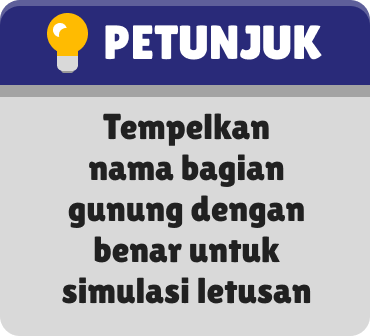 PETUNJUK
Tempelkan
nama bagian
gunung dengan
benar untuk
simulasi letusan